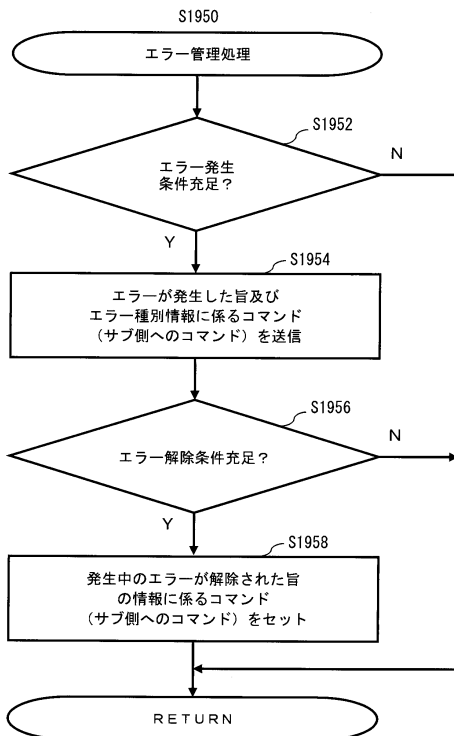 S1950
エラー管理処理
S1952
エラー発生
条件充足？
N
Y
S1954
エラーが発生した旨及び
エラー種別情報に係るコマンド
（サブ側へのコマンド）を送信
S1956
エラー解除条件充足？
N
Y
S1958
発生中のエラーが解除された旨
の情報に係るコマンド
（サブ側へのコマンド）をセット
RETURN